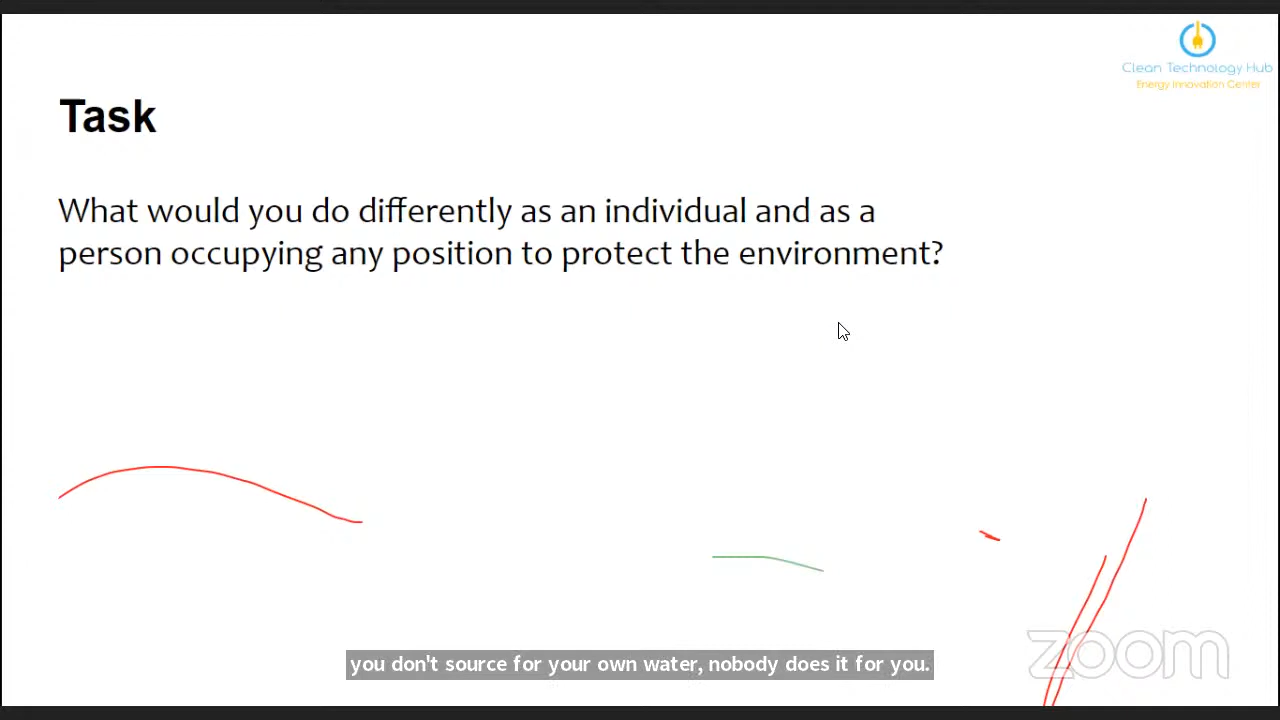 Clean Technology Hub
Energy Innovation Center
Task
What would you do differently as an individual and as a
person occupying any position to protect the environment?
zoom
you don't source for your own water, nobody does it for you.